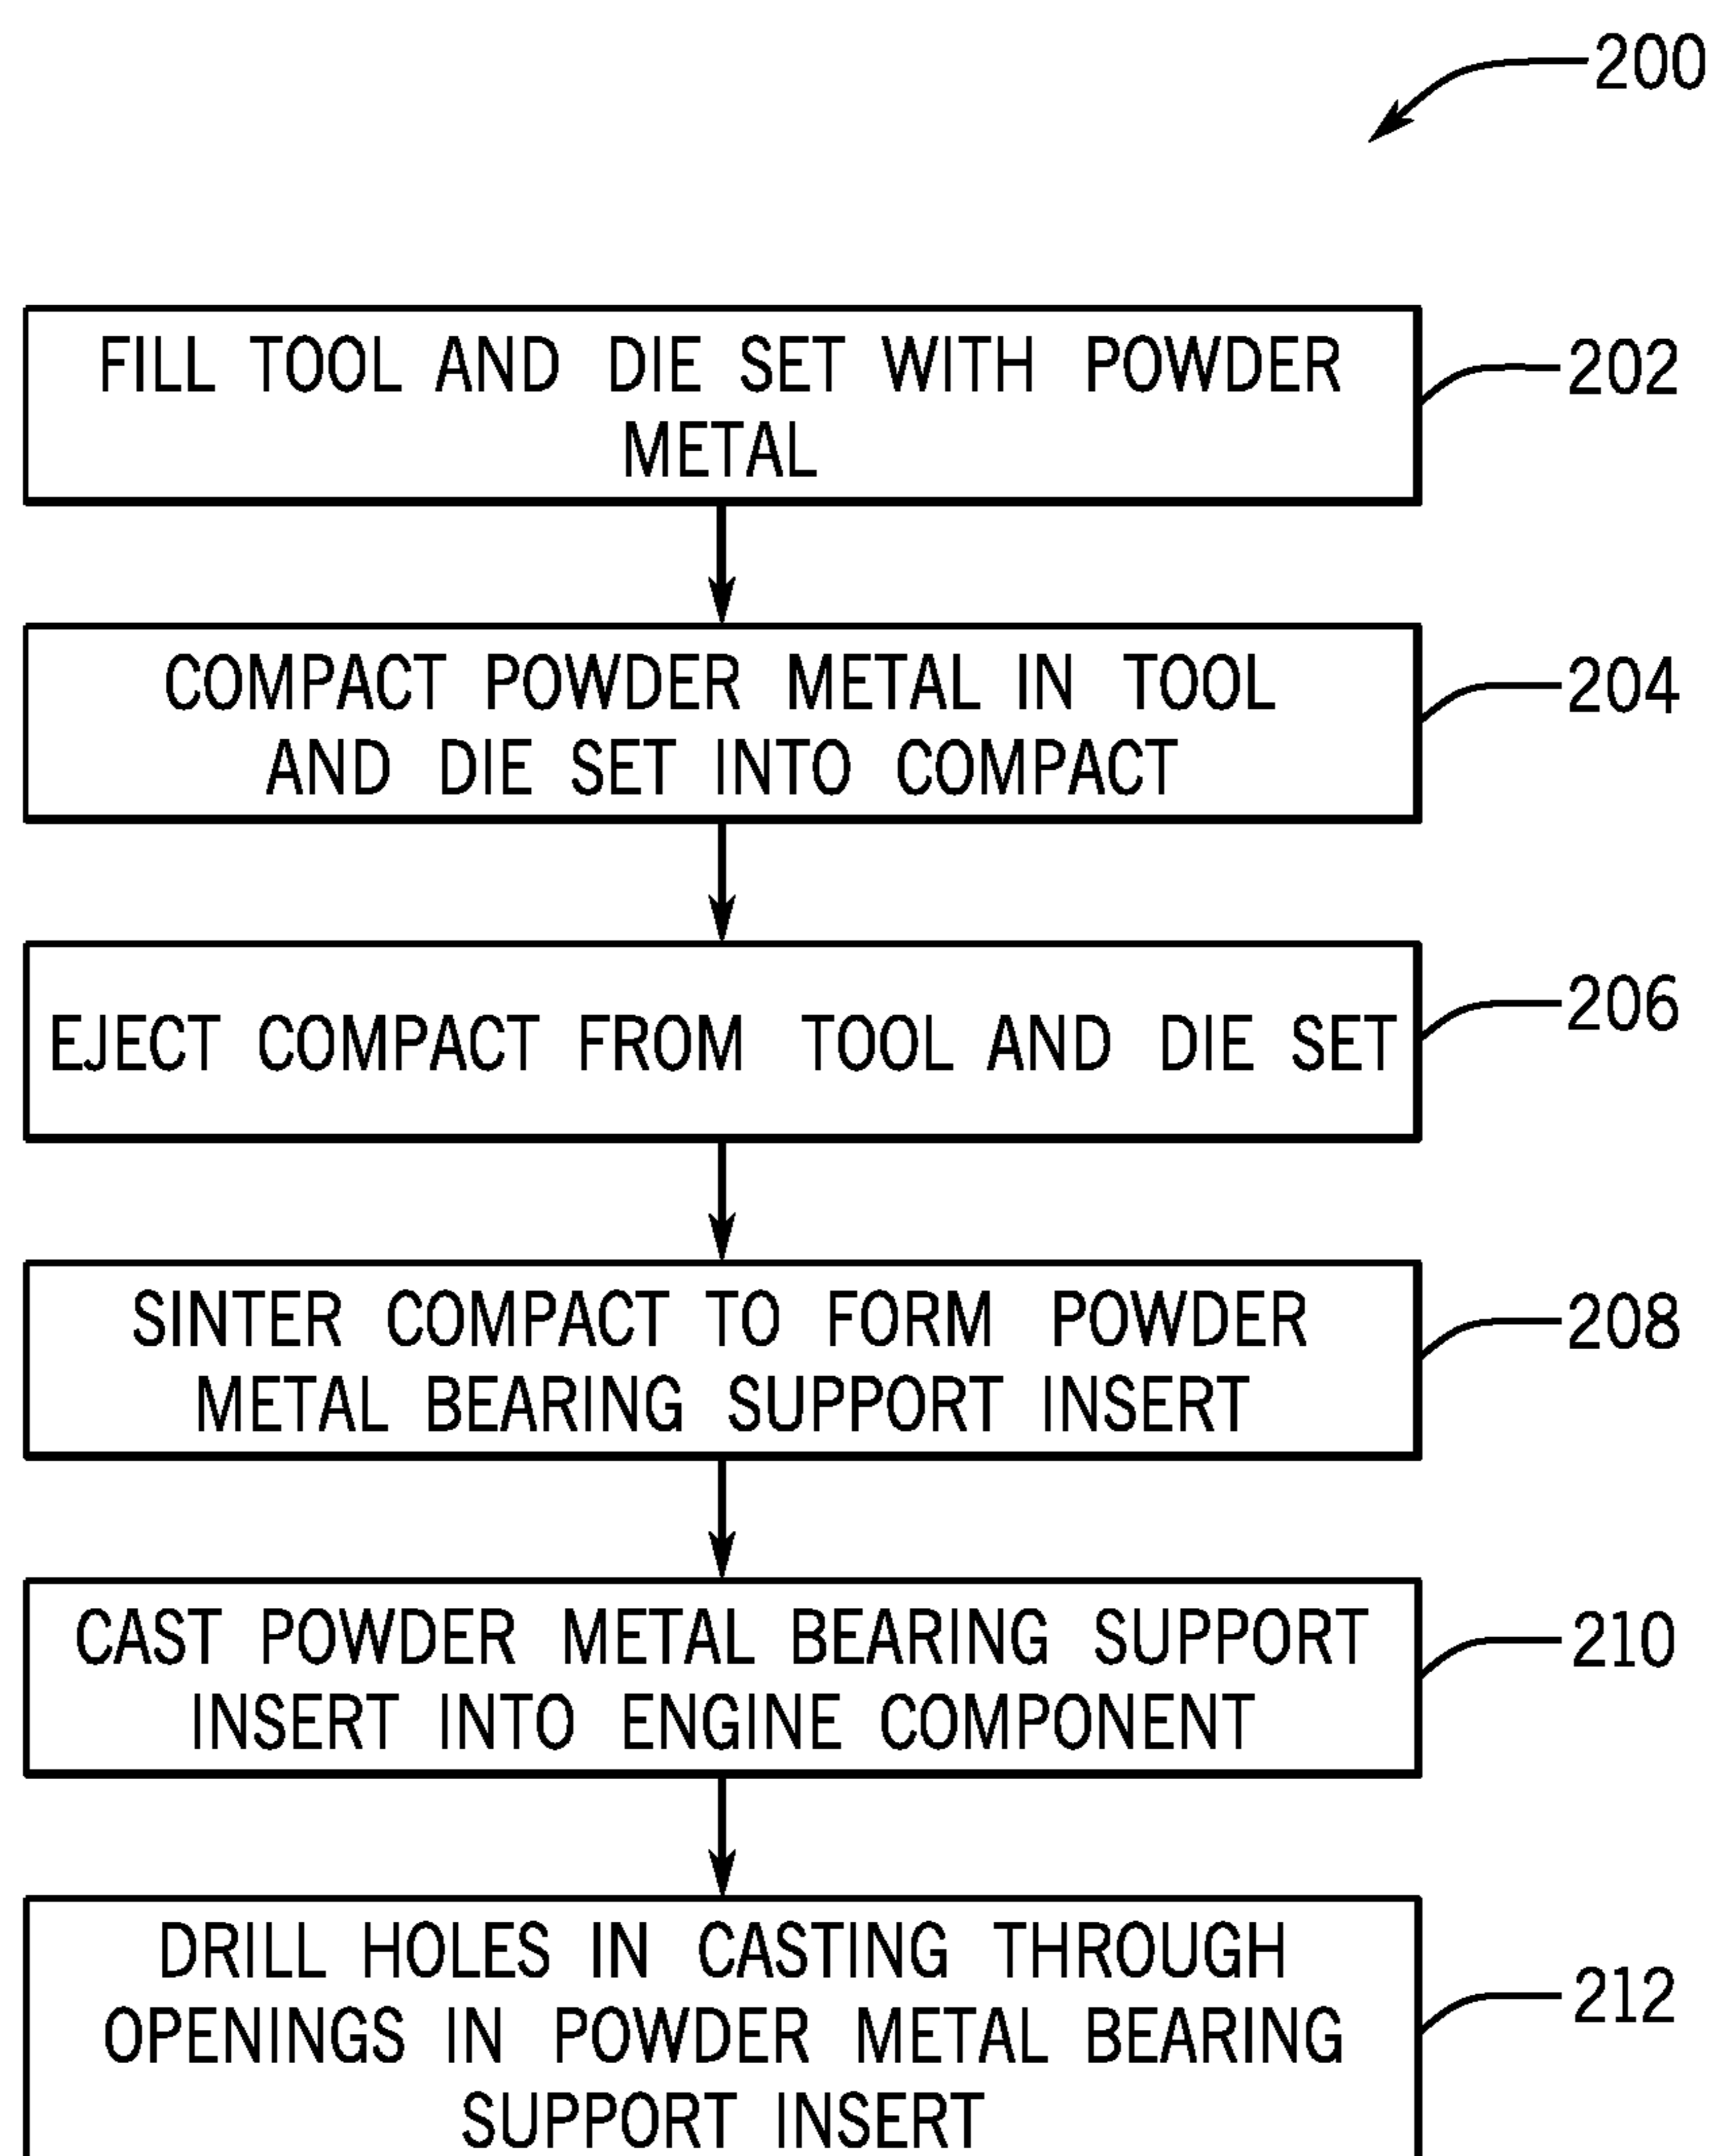 200
FILL TOOL AND DIE SET WITH POWDER
METAL
202
COMPACT POWDER METAL IN TOOL
AND DIE SET INTO COMPACT
204
EJECT COMPACT FROM TOOL AND DIE SET
206
SINTER COMPACT TO FORM POWDER
METAL BEARING SUPPORT INSERT
208
CAST POWDER METAL BEARING SUPPORT
INSERT INTO ENGINE COMPONENT
210
DRILL HOLES IN CASTING THROUGH
OPENINGS IN POWDER METAL BEARING
SUPPORT INSERT
212